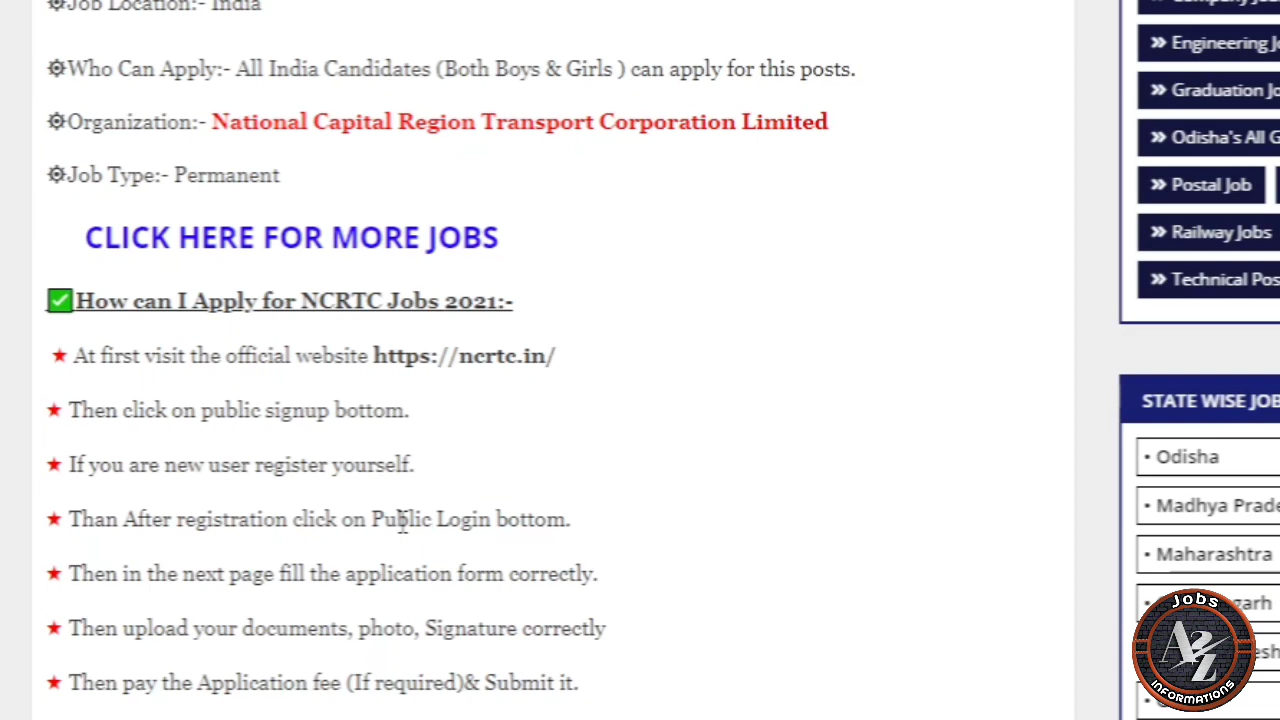 Job Location:- India
Who Can Apply:- All India Candidates (Both Boys & Girls ) can apply for this posts.
Organization:- National Capital Region Transport Corporation Limited
Job Type:- Permanent
CLICK HERE FOR MORE JOBS
✅How can I Apply for NCRTC Jobs 2021:-
★ At first visit the official website https://ncrtc.in/
★ Then click on public signup bottom.
★ If you are new user register yourself.
★ Than After registration click on Public Login bottom.
★ Then in the next page fill the application form correctly.
★ Then upload your documents, photo, Signature correctly
★ Then pay the Application fee (If required)& Submit it.
» Engineering
» Graduation
» Odisha's All
» Postal Job
» Railway Jobs
» Technical
STATE WISE
• Odisha
• Madhya
• Maharashtra
Jobs
A2Z
INFORMATIONS